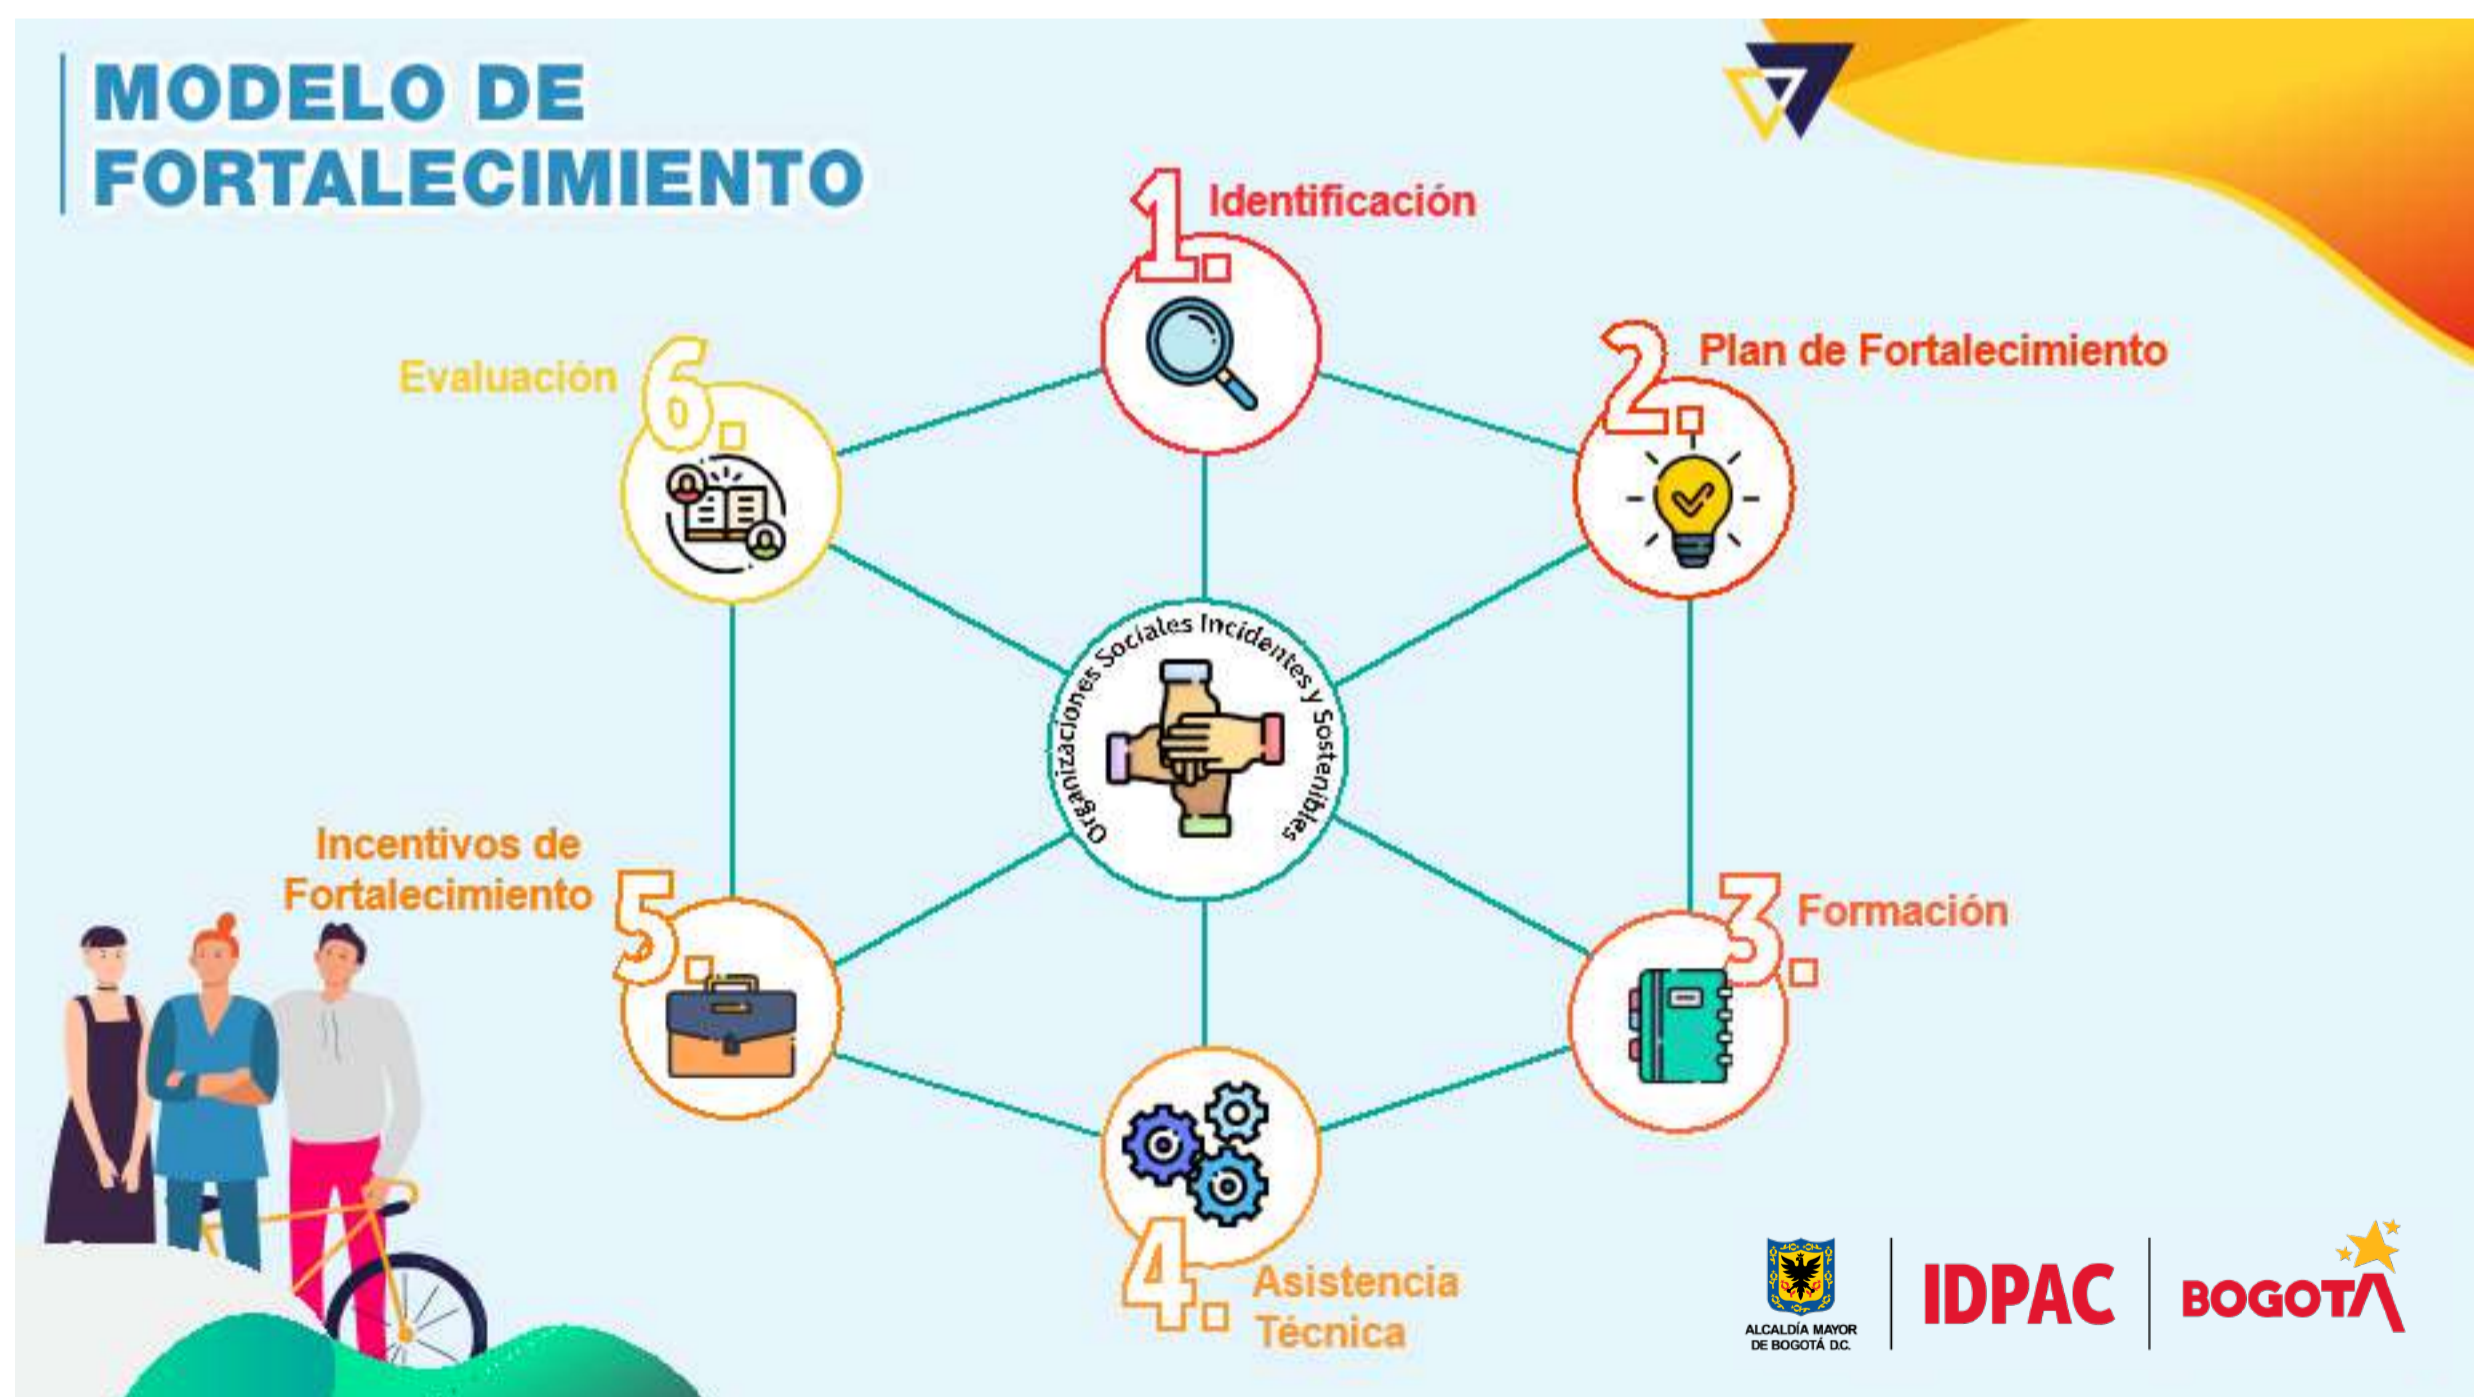 MODELO DE
FORTALECIMIENTO
1. Identificación
2. Plan de Fortalecimiento
3. Formación
4. Asistencia
Técnica
5. Incentivos de
Fortalecimiento
6. Evaluación
Organizaciones Sociales Incidentes y Sostenibles
ALCALDÍA MAYOR
DE BOGOTÁ D.C.
IDPAC
BOGOTÁ